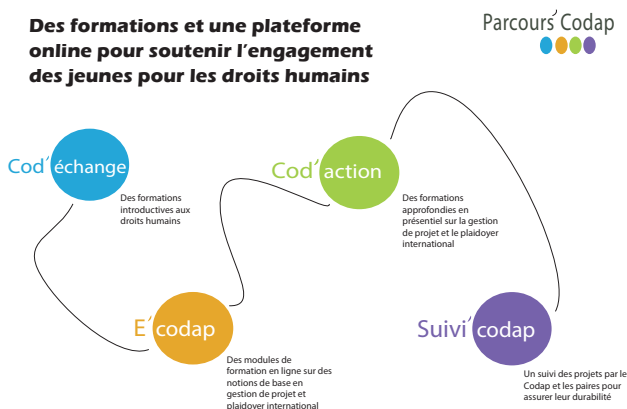 Des formations et une plateforme
online pour soutenir l'engagement
des jeunes pour les droits humains
Parcours' Codap
Cod' échange
Des formations
introductives aux
droits humains
Cod' action
Des formations
approfondies en
présentiel sur la gestion
de projet et le plaidoyer
international
E' codap
Des modules de
formation en ligne sur des
notions de base en
gestion de projet et
plaidoyer international
Suivi' codap
Un suivi des projets par le
Codap et les paires pour
assurer leur durabilité